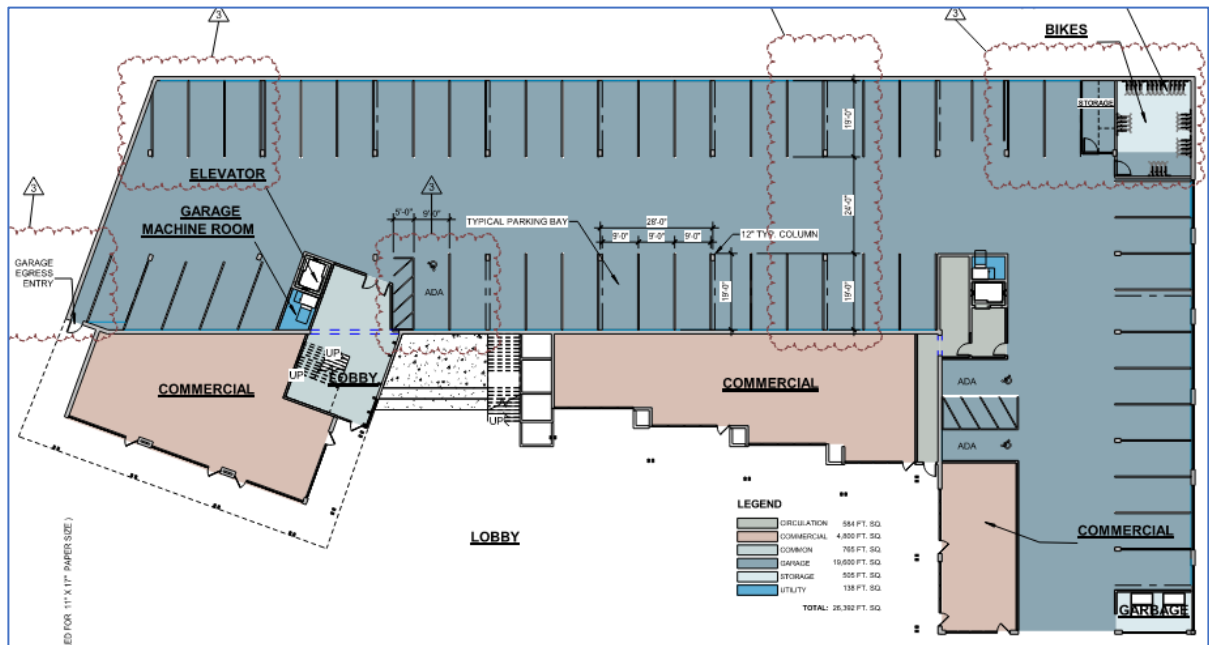 3
3
BIKES
STORAGE
19'-0"
ELEVATOR
3
3
GARAGE
MACHINE ROOM
5'-0"
9'-0"
TYPICAL PARKING BAY
28'-0"
9'-0"
9'-0"
9'-0"
12" TYP. COLUMN
24'-0"
GARAGE
EGRESS
ENTRY
ADA
19'-0"
19'-0"
UP
UP
LOBBY
COMMERCIAL
COMMERCIAL
ADA
UP
ADA
LEGEND
CIRCULATION 584 FT. SQ.
COMMERCIAL 4,800 FT. SQ.
COMMON 765 FT. SQ.
GARAGE 19,600 FT. SQ.
STORAGE 505 FT. SQ.
UTILITY 138 FT. SQ.
TOTAL: 26,392 FT. SQ.
LOBBY
COMMERCIAL
GARBAGE
ED FOR 11" X 17" PAPER SIZE )